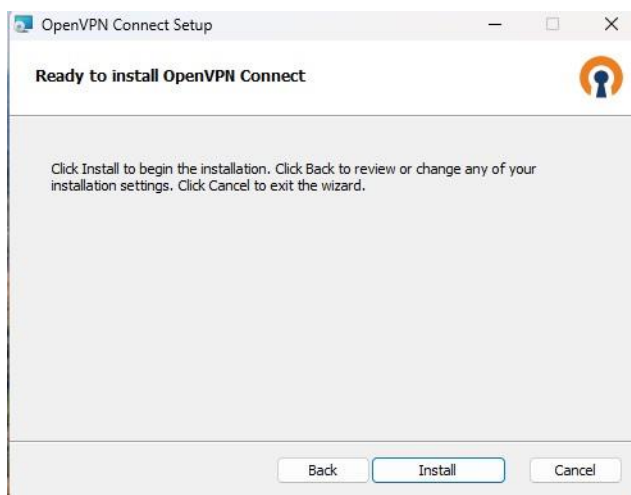 OpenVPN Connect Setup
Ready to install OpenVPN Connect
Click Install to begin the installation. Click Back to review or change any of your
installation settings. Click Cancel to exit the wizard.
Back Install Cancel